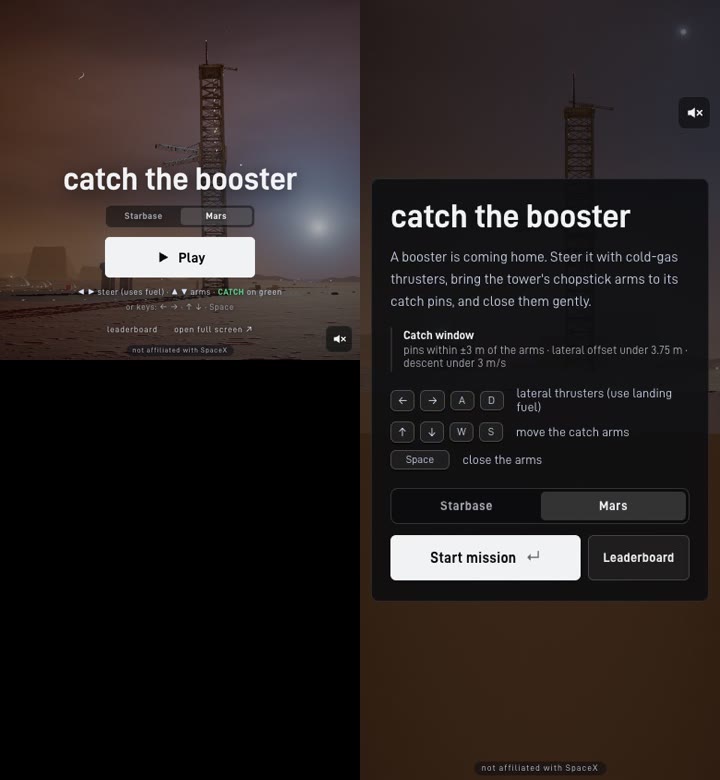 catch the booster
Starbase Mars
▶ Play
◀ ▶ steer (uses fuel) · ▲ ▼ arms · CATCH on green
or keys: ← → · ↑ ↓ · Space
leaderboard open full screen ↗
not affiliated with SpaceX
catch the booster
A booster is coming home. Steer it with cold-gas
thrusters, bring the tower's chopstick arms to its
catch pins, and close them gently.
Catch window
pins within ±3 m of the arms · lateral offset under 3.75 m ·
descent under 3 m/s
← → A D lateral thrusters (use landing
fuel)
↑ ↓ W S move the catch arms
Space close the arms
Starbase Mars
Start mission ↵ Leaderboard
not affiliated with SpaceX